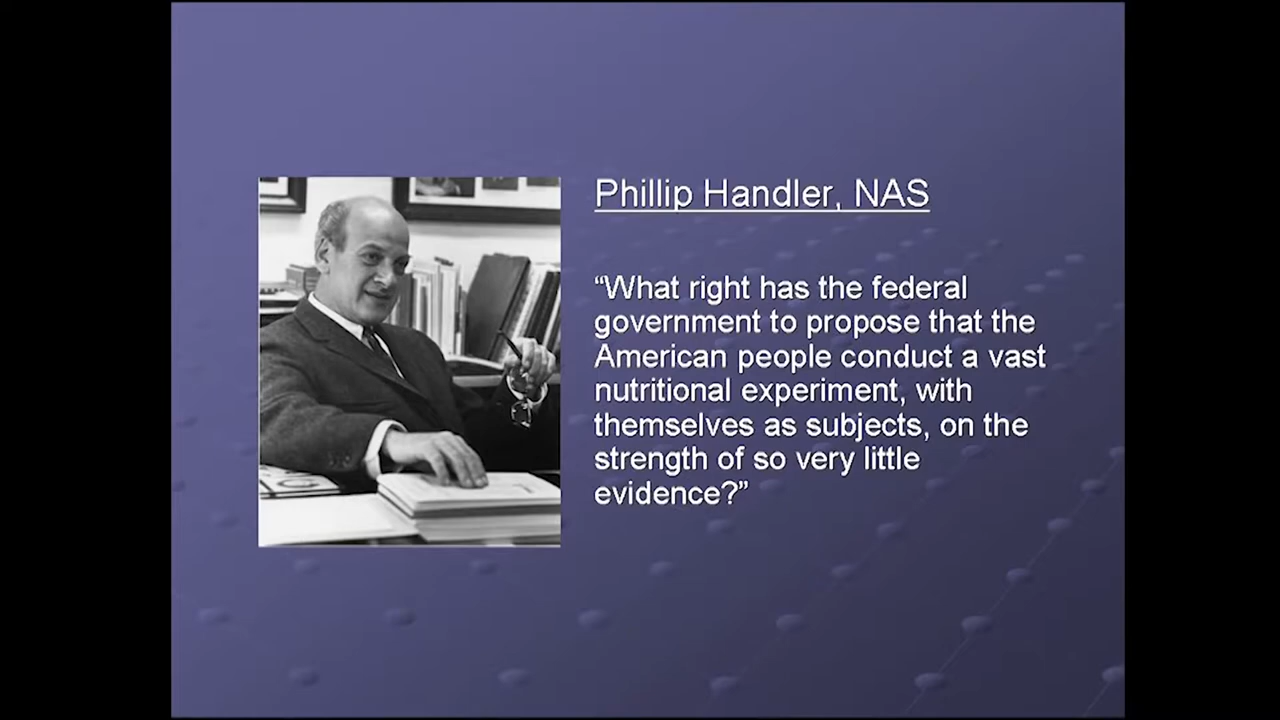 Phillip Handler, NAS
“What right has the federal
government to propose that the
American people conduct a vast
nutritional experiment, with
themselves as subjects, on the
strength of so very little
evidence?”